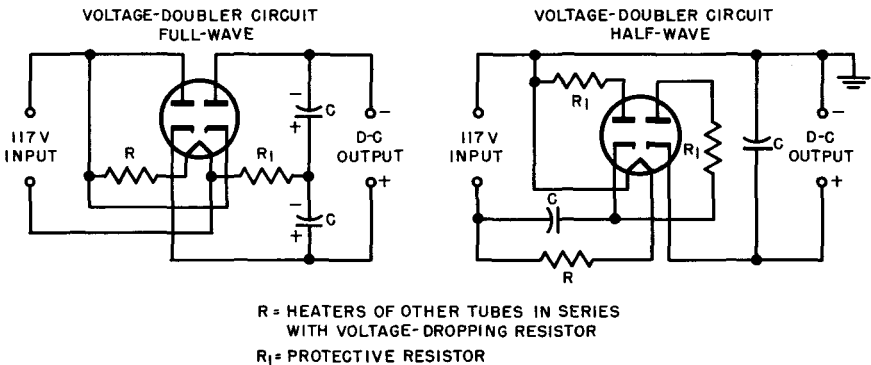 VOLTAGE-DOUBLER CIRCUIT
FULL-WAVE
117 V
INPUT
R
R1
-
+
C
-
+
C
-
D-C
OUTPUT
+
VOLTAGE-DOUBLER CIRCUIT
HALF-WAVE
117 V
INPUT
R1
R1
C
R
C
-
D-C
OUTPUT
+
R = HEATERS OF OTHER TUBES IN SERIES
WITH VOLTAGE-DROPPING RESISTOR
R1= PROTECTIVE RESISTOR